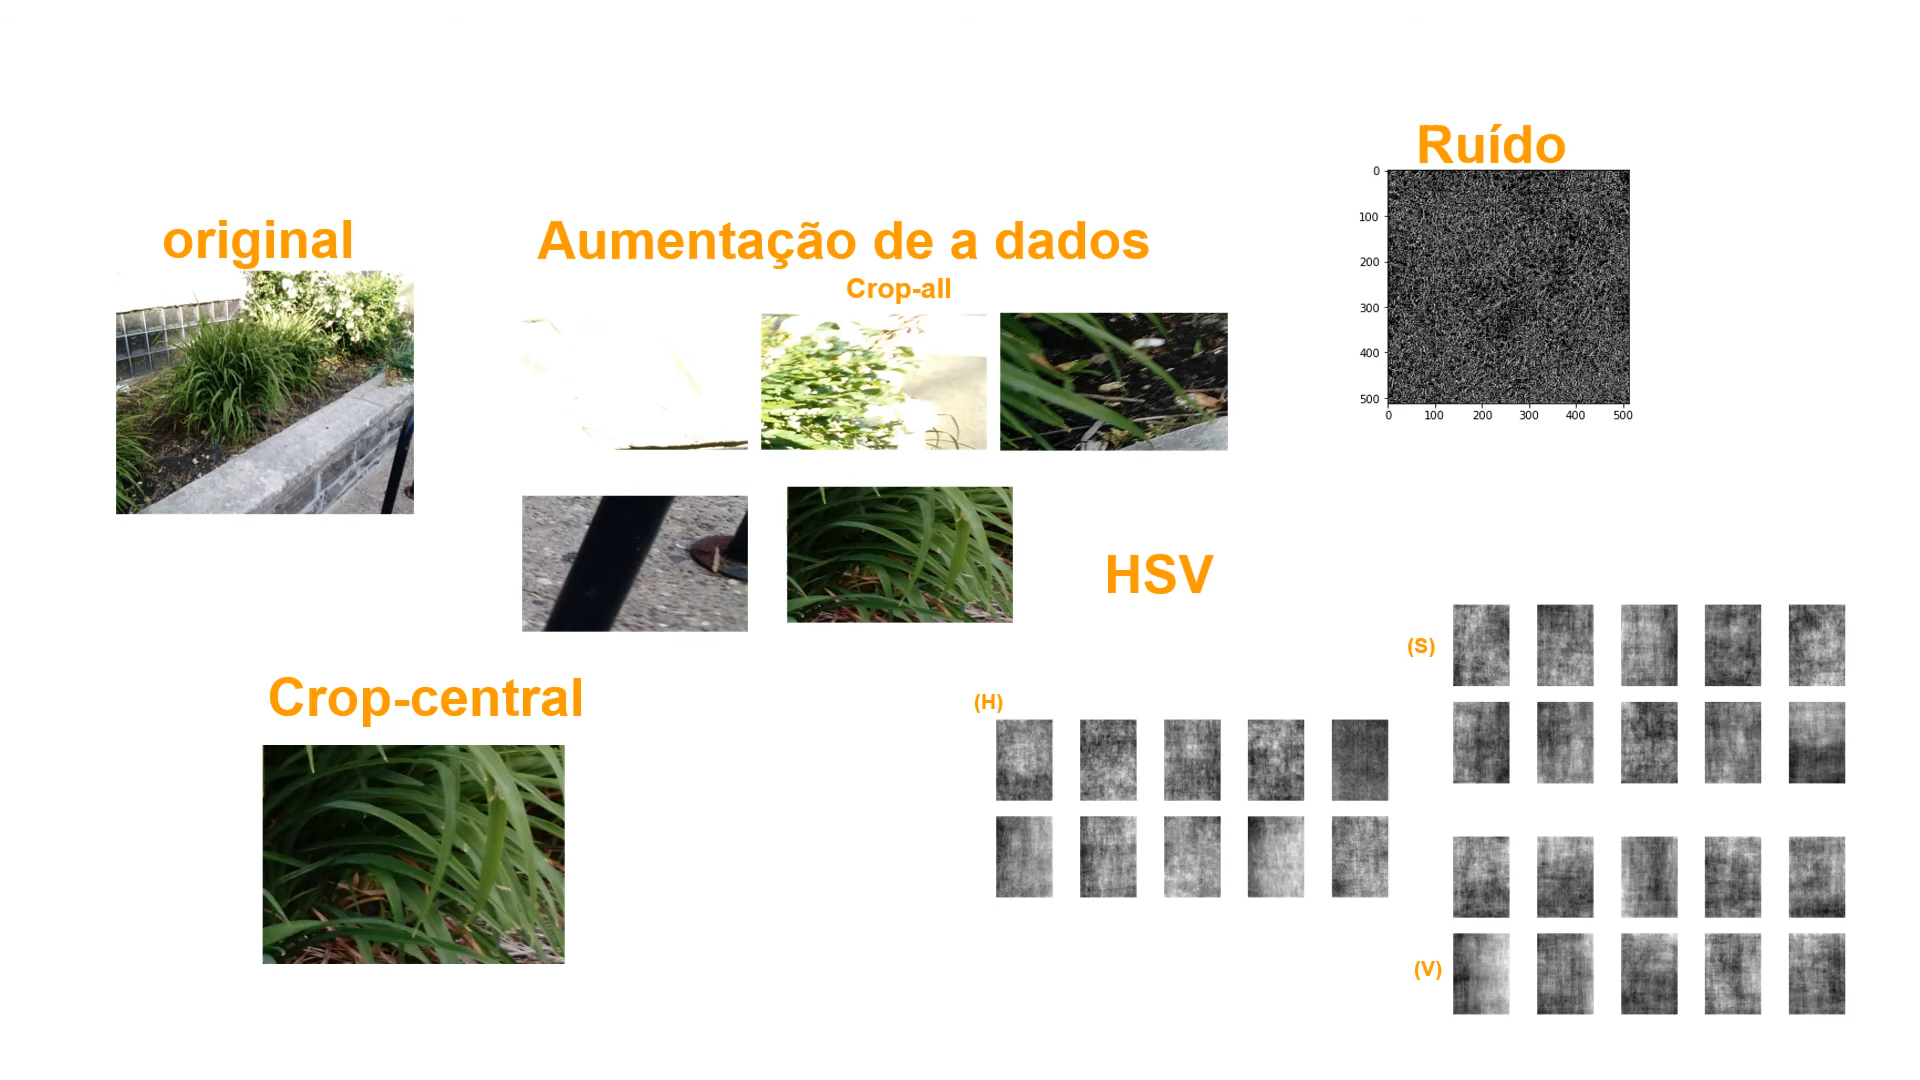 Ruído
0
100
200
300
400
500
0 100 200 300 400 500
original
Aumentação de a dados
Crop-all
HSV
Crop-central
(H)
(S)
(V)